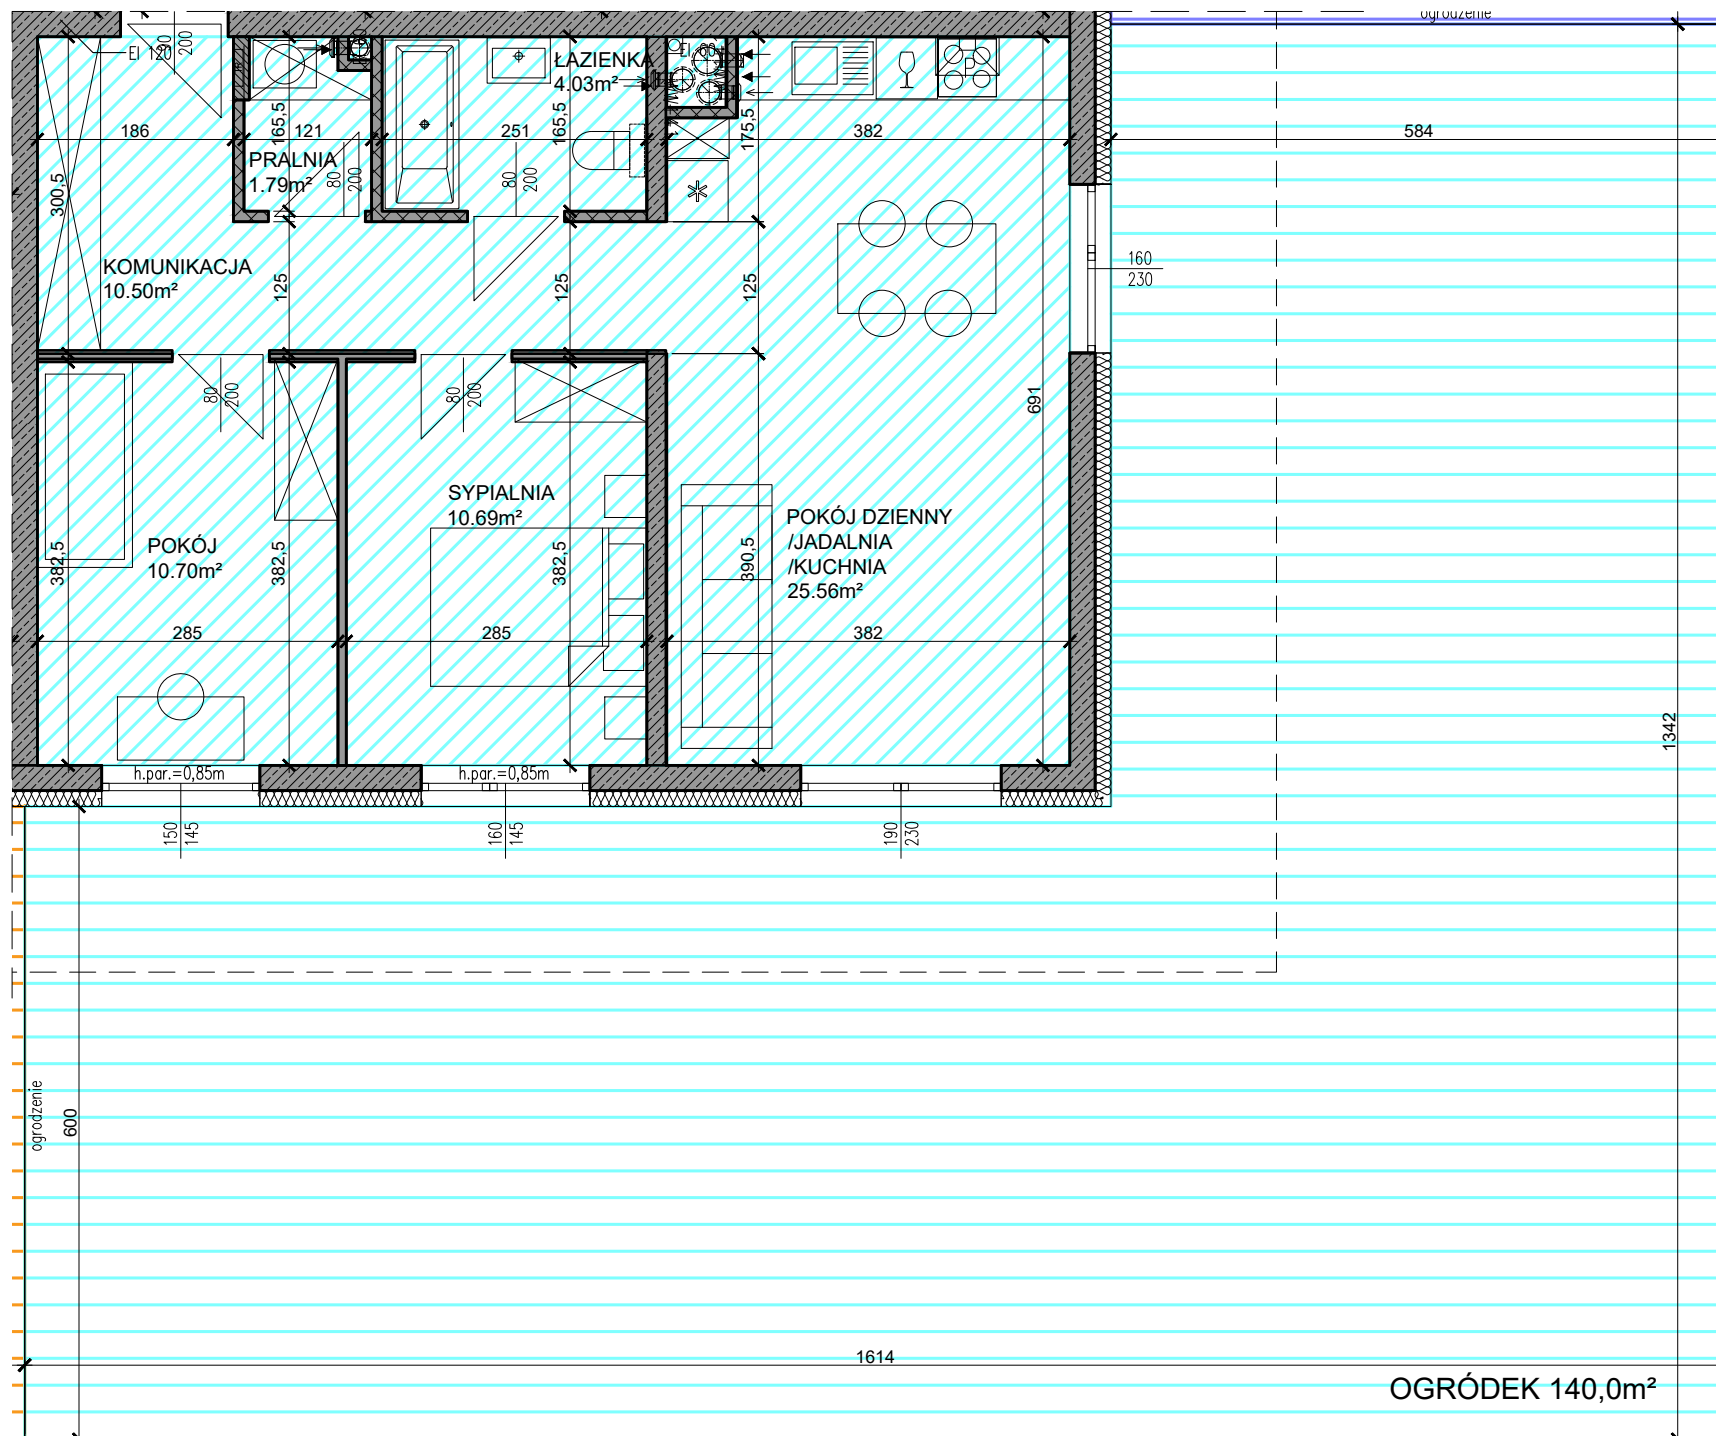 ogrodzenie
90
200
EI 120
EI 60
ŁAZIENKA
4.03m²
186
165,5
121
251
165,5
175,5
382
584
PRALNIA
1.79m²
80
200
80
200
300,5
KOMUNIKACJA
10.50m²
125
125
125
160
230
80
200
80
200
691
SYPIALNIA
10.69m²
POKÓJ DZIENNY
/JADALNIA
/KUCHNIA
25.56m²
POKÓJ
10.70m²
382,5
382,5
382,5
390,5
285
285
382
1342
h.par.=0,85m
h.par.=0,85m
150
145
160
145
190
230
ogrodzenie
600
1614
OGRÓDEK 140,0m²